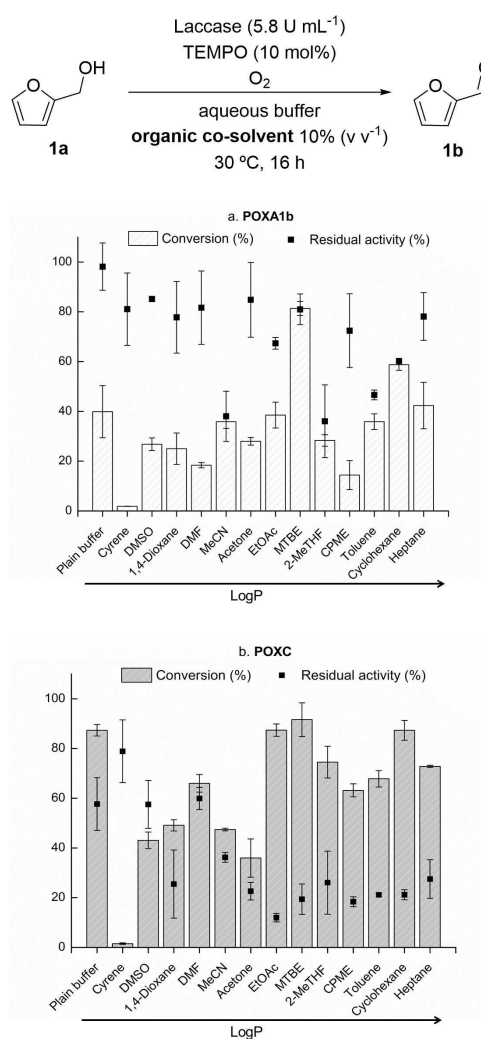 Laccase (5.8 U mL⁻¹)
TEMPO (10 mol%)
O₂
aqueous buffer
organic co-solvent 10% (v v⁻¹)
30 ºC, 16 h
O
OH
1a
O
1b
a. POXA1b
Conversion (%)
Residual activity (%)
100
80
60
40
20
0
Plain buffer
Cyrene
DMSO
1,4-Dioxane
DMF
MeCN
Acetone
EtOAc
MTBE
2-MeTHF
CPME
Toluene
Cyclohexane
Heptane
LogP
b. POXC
Conversion (%)
Residual activity (%)
100
80
60
40
20
0
Plain buffer
Cyrene
DMSO
1,4-Dioxane
DMF
MeCN
Acetone
EtOAc
MTBE
2-MeTHF
CPME
Toluene
Cyclohexane
Heptane
LogP